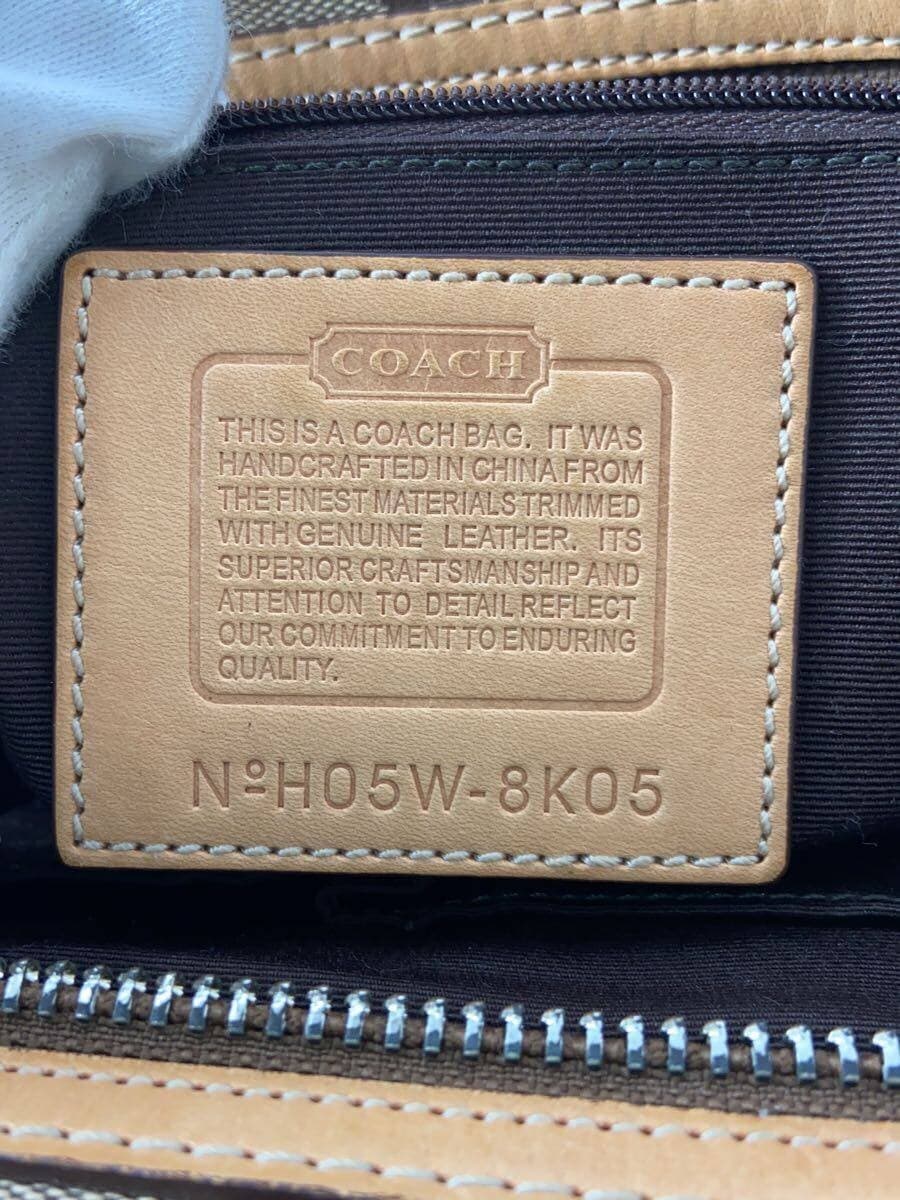 COACH
THIS IS A COACH BAG. IT WAS
HANDCRAFTED IN CHINA FROM
THE FINEST MATERIALS TRIMMED
WITH GENUINE LEATHER. ITS
SUPERIOR CRAFTSMANSHIP AND
ATTENTION TO DETAIL REFLECT
OUR COMMITMENT TO ENDURING
QUALITY.
Nº H05W-8K05